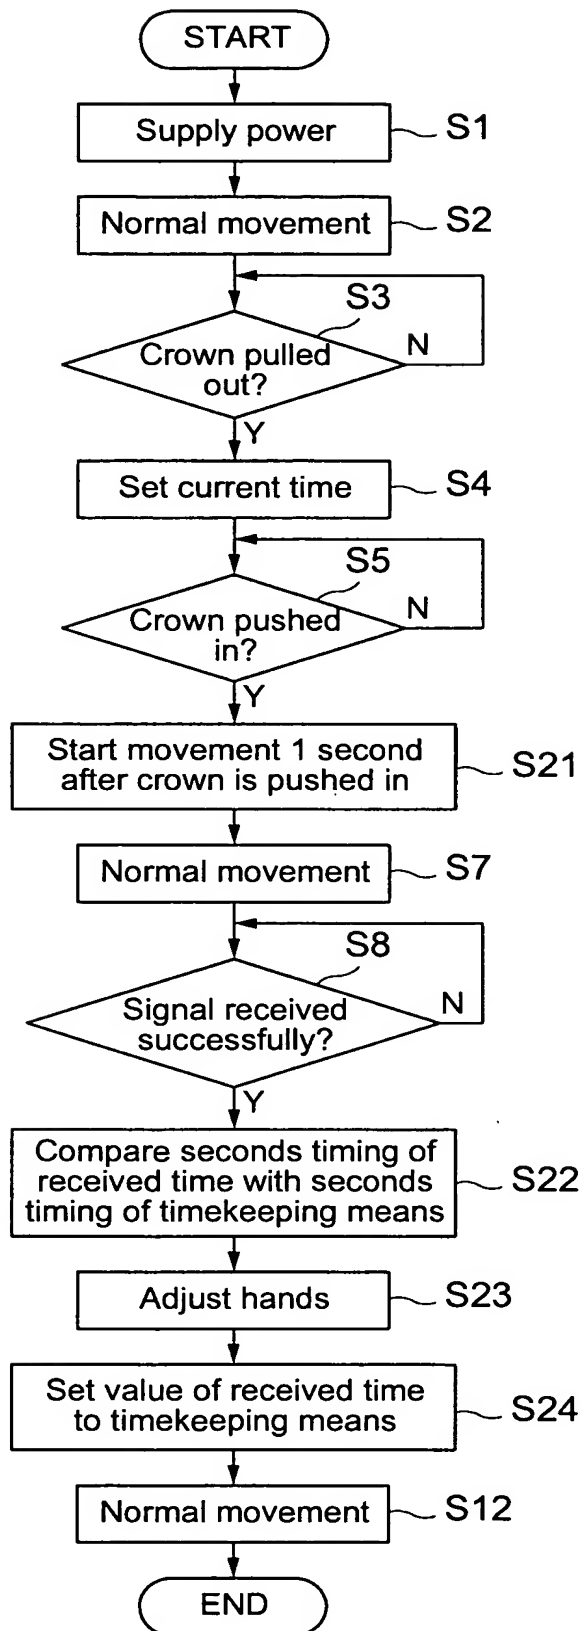 START
Supply power
S1
Normal movement
S2
S3
Crown pulled
out?
N
Y
Set current time
S4
S5
Crown pushed
in?
N
Y
Start movement 1 second
after crown is pushed in
S21
Normal movement
S7
S8
Signal received
successfully?
N
Y
Compare seconds timing of
received time with seconds
timing of timekeeping means
S22
Adjust hands
S23
Set value of received time
to timekeeping means
S24
Normal movement
S12
END